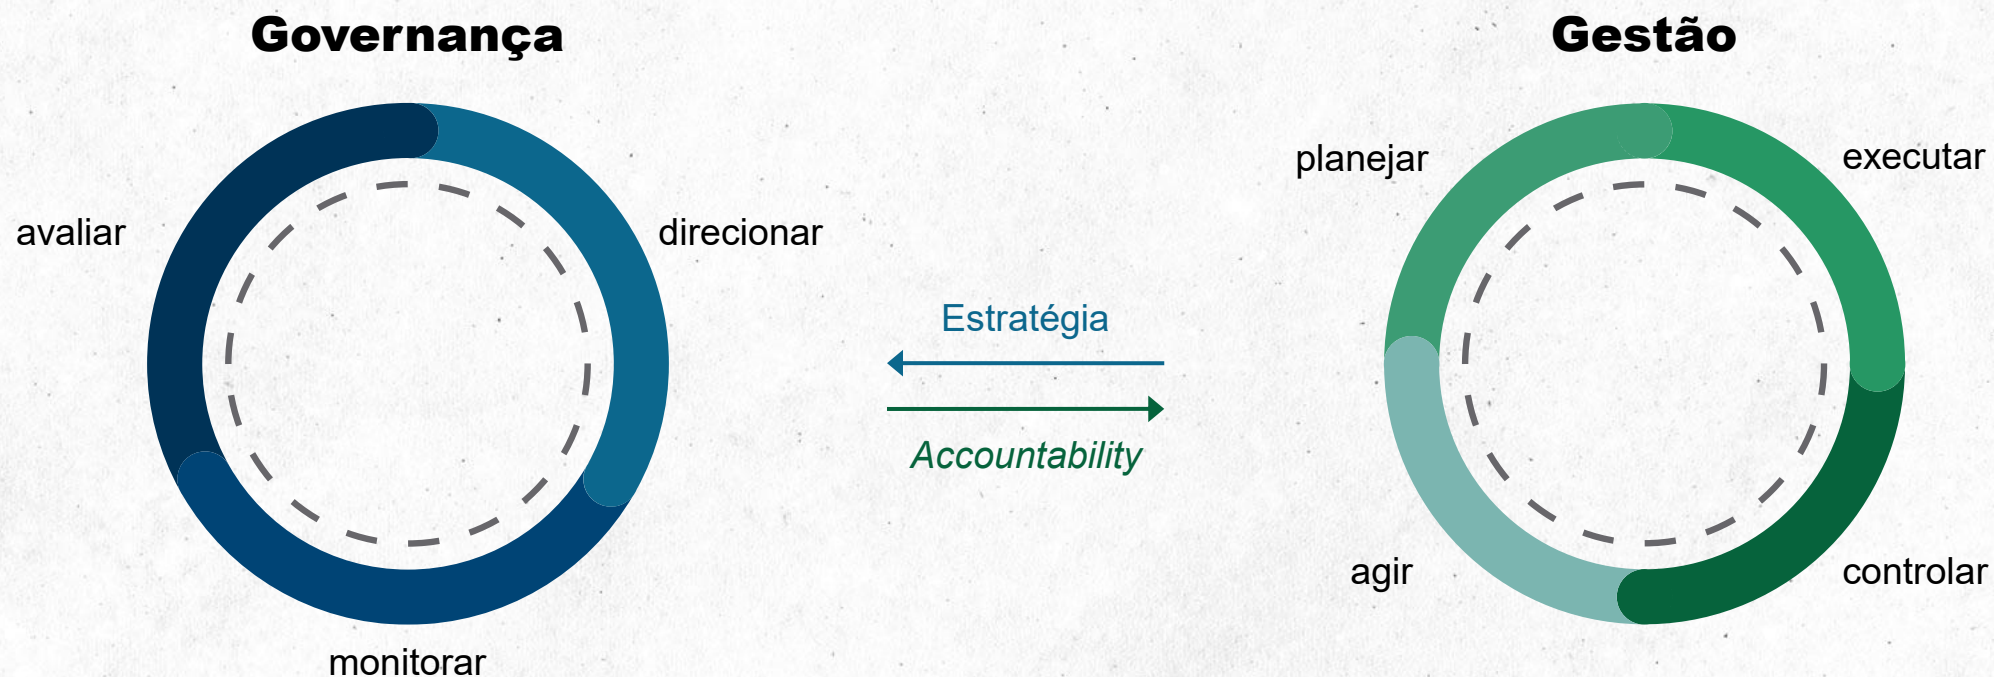 Governança
avaliar
direcionar
monitorar
Estratégia
Accountability
Gestão
planejar
executar
agir
controlar